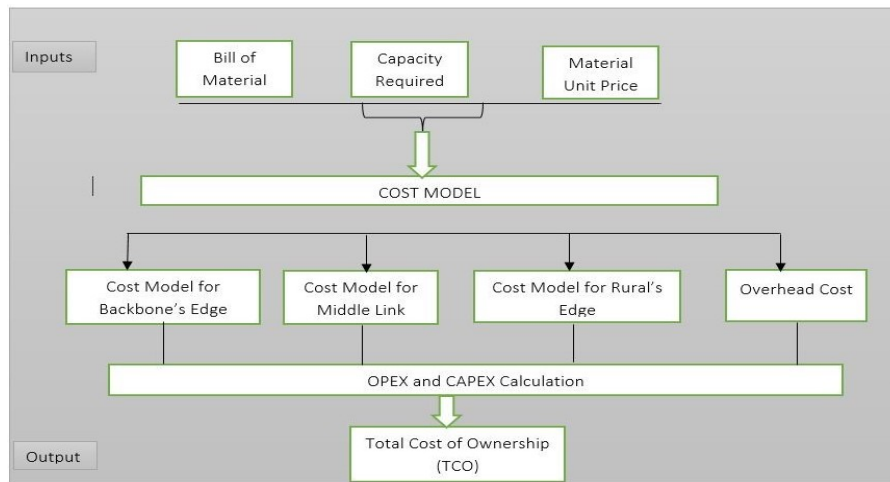 Inputs
Bill of
Material
Capacity
Required
Material
Unit Price
COST MODEL
Cost Model for
Backbone's Edge
Cost Model for
Middle Link
Cost Model for Rural's
Edge
Overhead Cost
OPEX and CAPEX Calculation
Total Cost of Ownership
(TCO)
Output